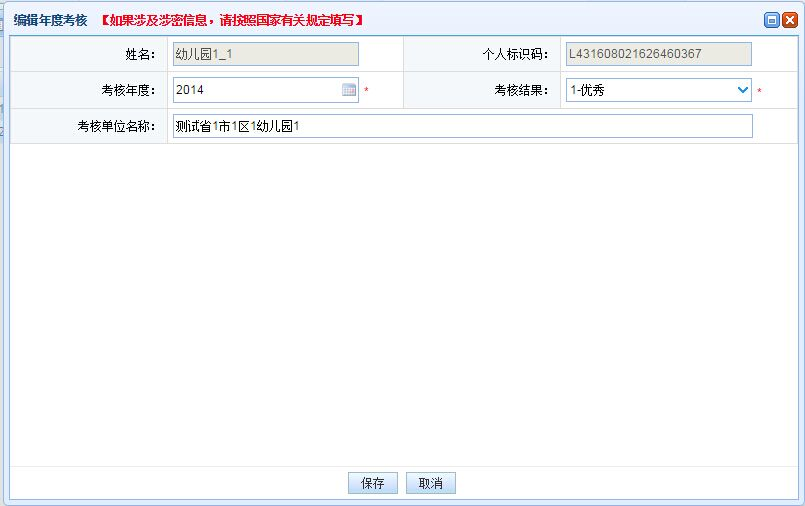 编辑年度考核 【如果涉及涉密信息，请按照国家有关规定填写】
姓名： 幼儿园1_1 个人标识码： L431608021626460367
考核年度： 2014 * 考核结果： 1-优秀 *
考核单位名称： 测试省1市1区1幼儿园1
保存 取消